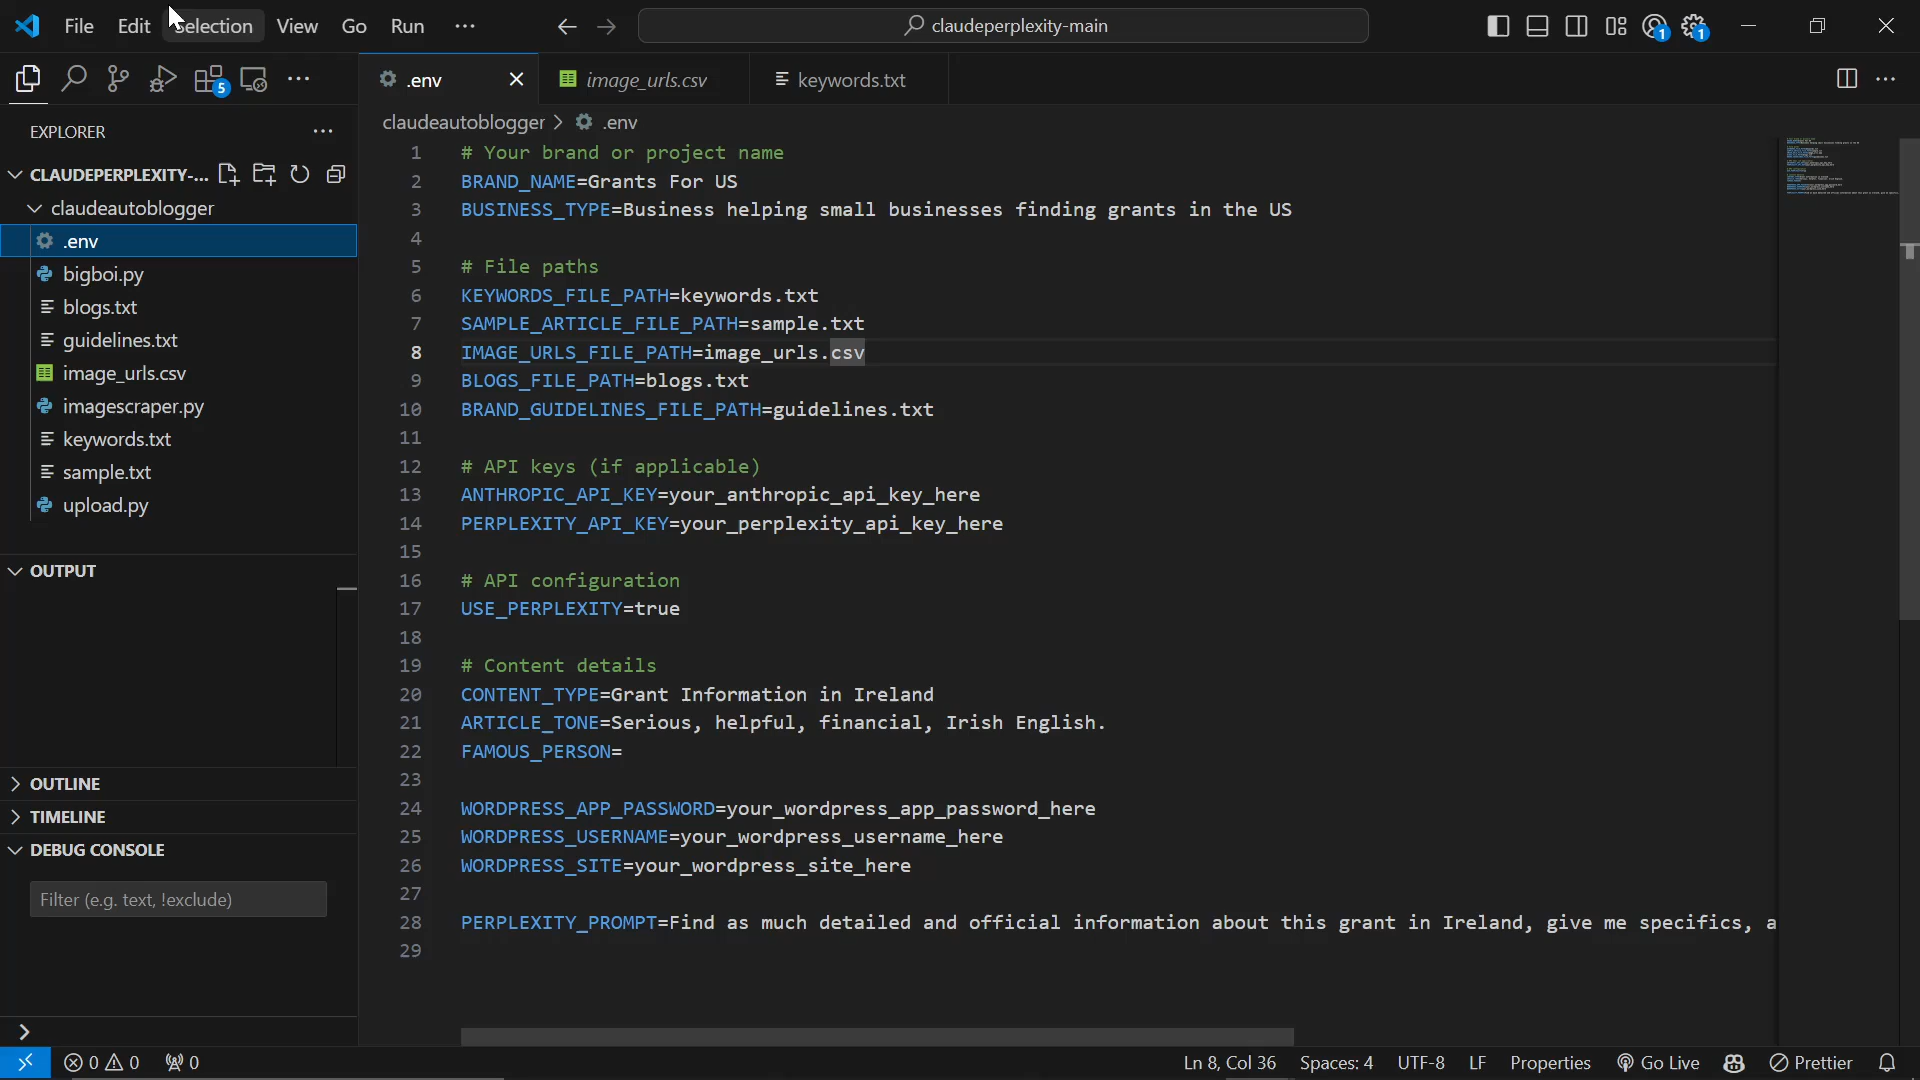 File Edit Selection View Go Run
claudeperplexity-main
1 1
5
.env
image_urls.csv
keywords.txt
EXPLORER
claudeautoblogger > .env
CLAUDEPERPLEXITY-...
claudeautoblogger
.env
bigboi.py
blogs.txt
guidelines.txt
image_urls.csv
imagescraper.py
keywords.txt
sample.txt
upload.py
OUTPUT
OUTLINE
TIMELINE
DEBUG CONSOLE
Filter (e.g. text, !exclude)
1 # Your brand or project name
2 BRAND_NAME=Grants For US
3 BUSINESS_TYPE=Business helping small businesses finding grants in the US
4
5 # File paths
6 KEYWORDS_FILE_PATH=keywords.txt
7 SAMPLE_ARTICLE_FILE_PATH=sample.txt
8 IMAGE_URLS_FILE_PATH=image_urls.csv
9 BLOGS_FILE_PATH=blogs.txt
10 BRAND_GUIDELINES_FILE_PATH=guidelines.txt
11
12 # API keys (if applicable)
13 ANTHROPIC_API_KEY=your_anthropic_api_key_here
14 PERPLEXITY_API_KEY=your_perplexity_api_key_here
15
16 # API configuration
17 USE_PERPLEXITY=true
18
19 # Content details
20 CONTENT_TYPE=Grant Information in Ireland
21 ARTICLE_TONE=Serious, helpful, financial, Irish English.
22 FAMOUS_PERSON=
23
24 WORDPRESS_APP_PASSWORD=your_wordpress_app_password_here
25 WORDPRESS_USERNAME=your_wordpress_username_here
26 WORDPRESS_SITE=your_wordpress_site_here
27
28 PERPLEXITY_PROMPT=Find as much detailed and official information about this grant in Ireland, give me specifics, a
29
0 0 0
Ln 8, Col 36 Spaces: 4 UTF-8 LF Properties Go Live Prettier